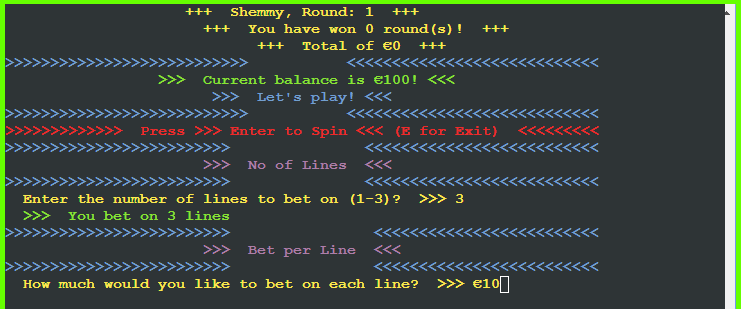 +++ Shemmy, Round: 1 +++
+++ You have won 0 round(s)! +++
+++ Total of €0 +++
>>>>>>>>>>>>>>>>>>>>>>>>>>> <<<<<<<<<<<<<<<<<<<<<<<<<<<<
>>> Current balance is €100! <<<
>>> Let's play! <<<
>>>>>>>>>>>>>>>>>>>>>>>>>>> <<<<<<<<<<<<<<<<<<<<<<<<<<<<
>>>>>>>>>>>>> Press >>> Enter to Spin <<< (E for Exit) <<<<<<<<<
>>>>>>>>>>>>>>>>>>>>>>>>> <<<<<<<<<<<<<<<<<<<<<<<<<<
>>> No of Lines <<<
>>>>>>>>>>>>>>>>>>>>>>>>> <<<<<<<<<<<<<<<<<<<<<<<<<<
Enter the number of lines to bet on (1-3)? >>> 3
>>> You bet on 3 lines
>>>>>>>>>>>>>>>>>>>>>>>>> <<<<<<<<<<<<<<<<<<<<<<<<<
>>> Bet per Line <<<
>>>>>>>>>>>>>>>>>>>>>>>>> <<<<<<<<<<<<<<<<<<<<<<<<<
How much would you like to bet on each line? >>> €10